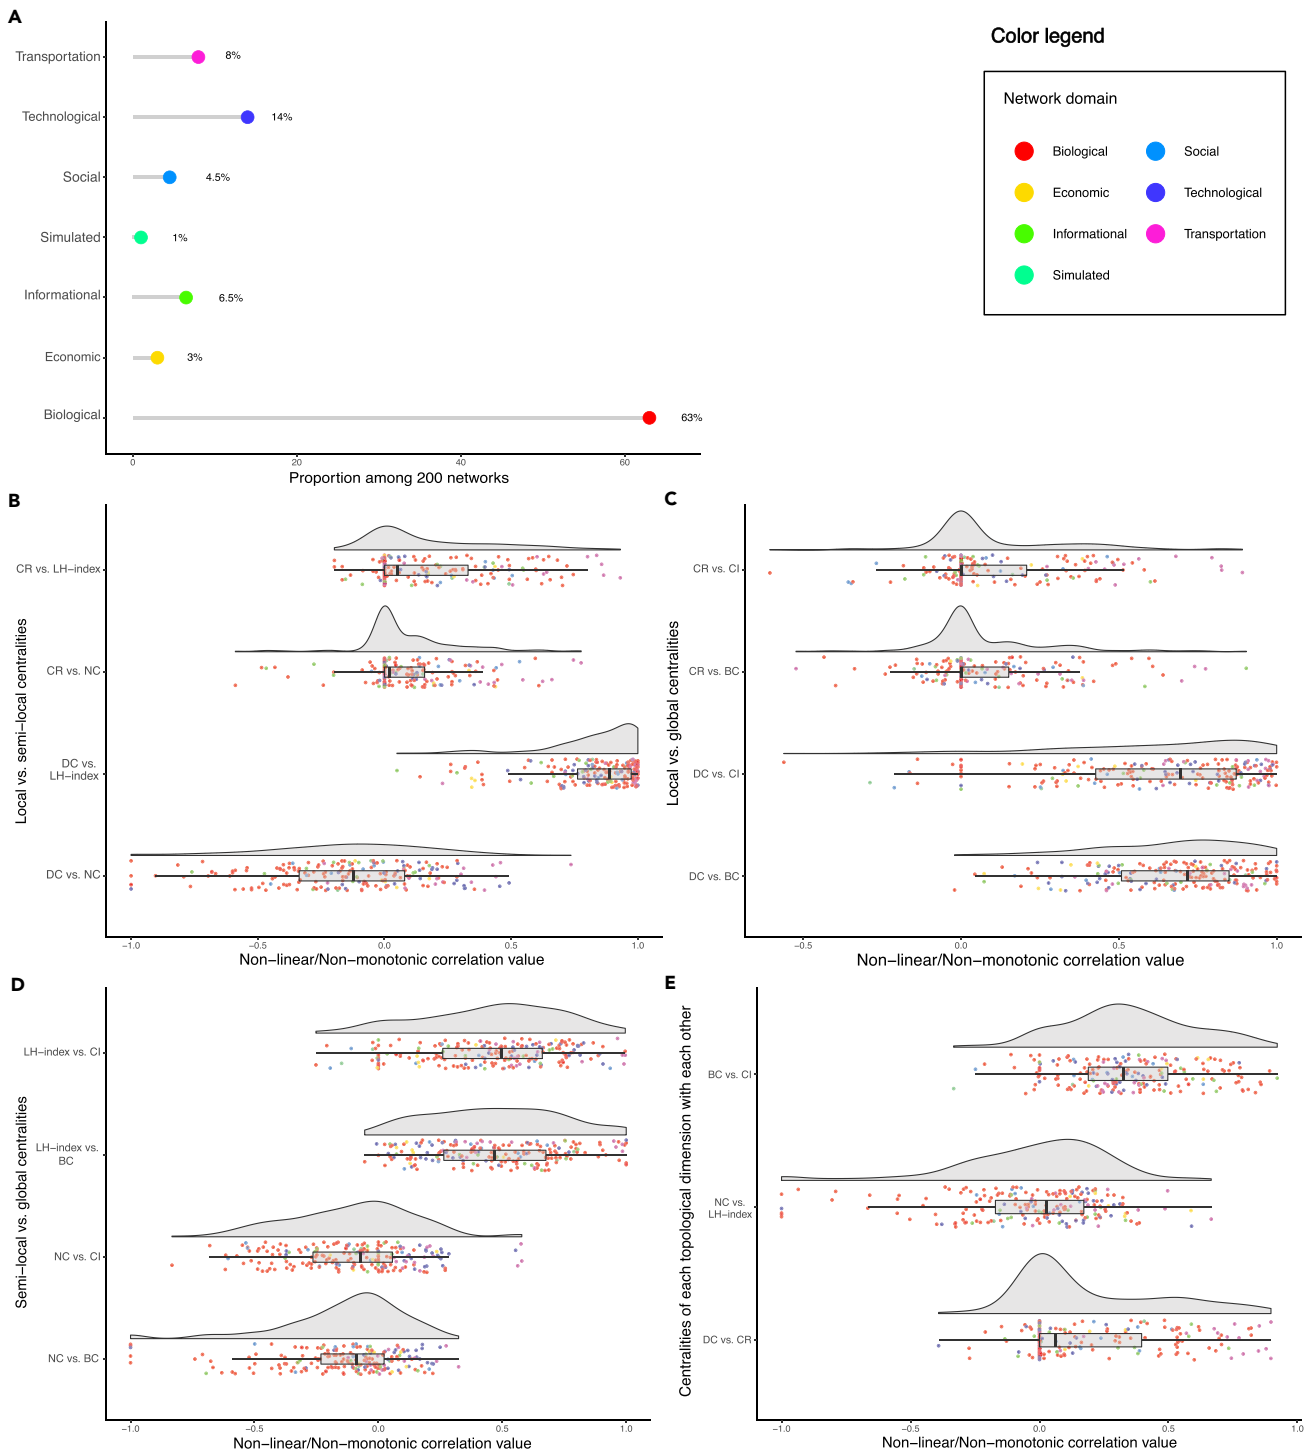 A
Transportation
8%
Technological
14%
Social
4.5%
Simulated
1%
Informational
6.5%
Economic
3%
Biological
63%
0
20
40
60
Proportion among 200 networks
Color legend
Network domain
Biological
Social
Economic
Technological
Informational
Transportation
Simulated
B
Local vs. semi−local centralities
CR vs. LH−index
CR vs. NC
DC vs.
LH−index
DC vs. NC
−1.0
−0.5
0.0
0.5
1.0
Non−linear/Non−monotonic correlation value
C
Local vs. global centralities
CR vs. CI
CR vs. BC
DC vs. CI
DC vs. BC
−0.5
0.0
0.5
1.0
Non−linear/Non−monotonic correlation value
D
Semi−local vs. global centralities
LH−index vs. CI
LH−index vs.
BC
NC vs. CI
NC vs. BC
−1.0
−0.5
0.0
0.5
1.0
Non−linear/Non−monotonic correlation value
E
Centralities of each topological dimension with each other
BC vs. CI
NC vs.
LH−index
DC vs. CR
−1.0
−0.5
0.0
0.5
1.0
Non−linear/Non−monotonic correlation value